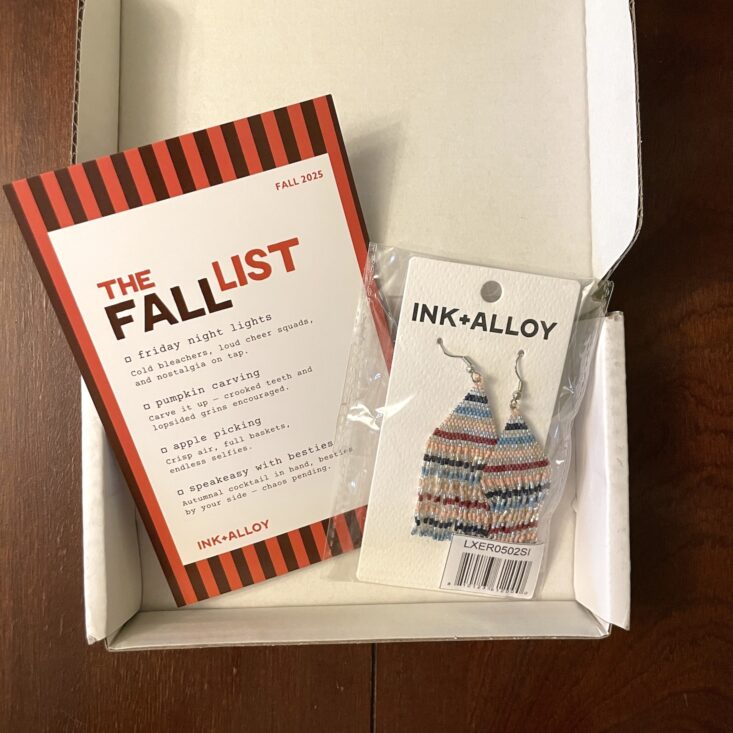 FALL 2025
THE
FALL LIST
□ friday night lights
Cold bleachers, loud cheer squads,
and nostalgia on tap.
□ pumpkin carving
Carve it up — crooked teeth and
lopsided grins encouraged.
□ apple picking
Crisp air, full baskets,
endless selfies.
□ speakeasy with besties
Autumnal cocktail in hand, besties
by your side — chaos pending.
INK+ALLOY
INK+ALLOY
LXER0502SI